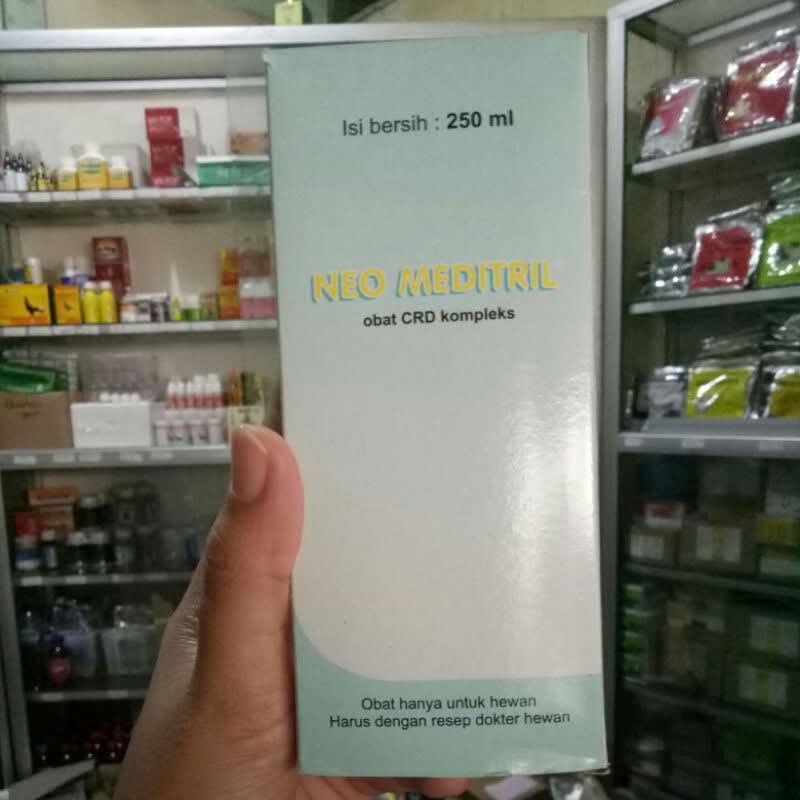 Isi bersih : 250 ml
NEO MEDITRIL
obat CRD kompleks
Obat hanya untuk hewan
Harus dengan resep dokter hewan